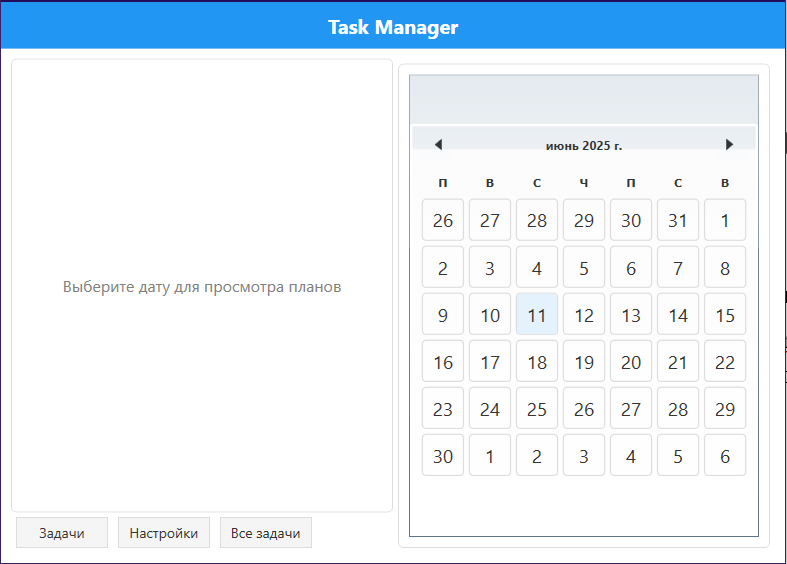 Task Manager
Выберите дату для просмотра планов
Задачи Настройки Все задачи
июнь 2025 г.
П В С Ч П С В
26 27 28 29 30 31 1
2 3 4 5 6 7 8
9 10 11 12 13 14 15
16 17 18 19 20 21 22
23 24 25 26 27 28 29
30 1 2 3 4 5 6